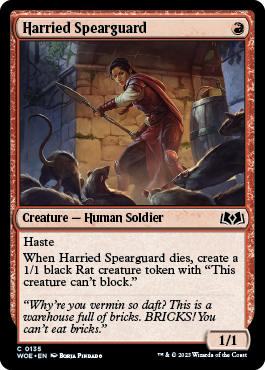 Harried Spearguard
Creature — Human Soldier
Haste
When Harried Spearguard dies, create a
1/1 black Rat creature token with “This
creature can’t block.”
“Why’re you vermin so daft? This is a
warehouse full of bricks. BRICKS! You
can’t eat bricks.”
1/1
C 0135
WOE • EN Borja Pindado
™ & © 2023 Wizards of the Coast